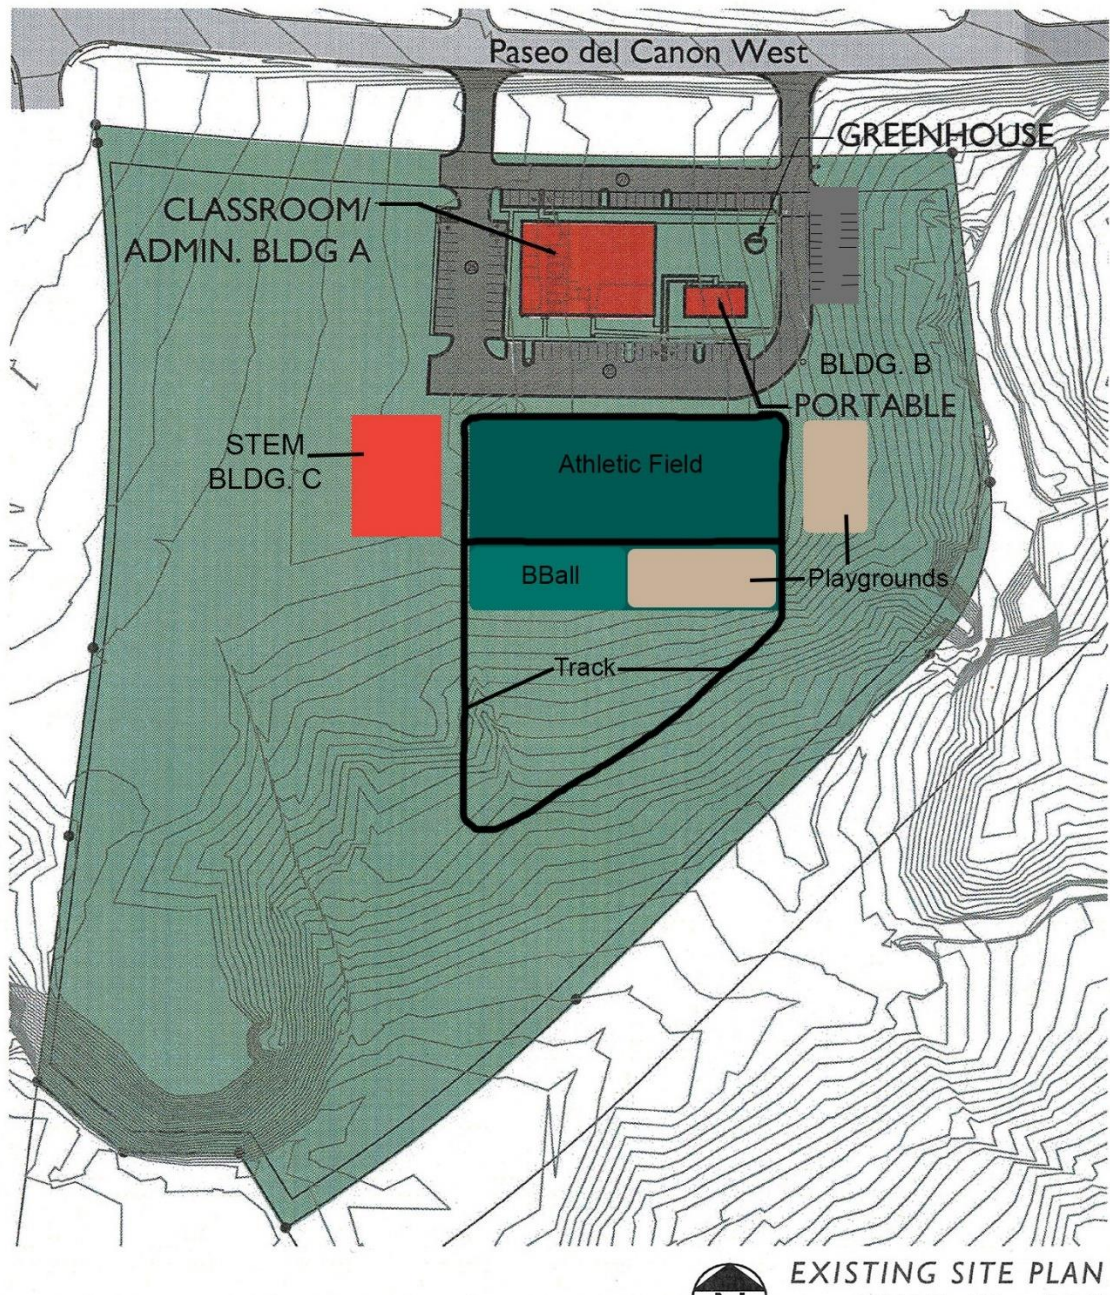 Paseo del Canon West
GREENHOUSE
CLASSROOM/
ADMIN. BLDG A
BLDG. B
PORTABLE
STEM
BLDG. C
Athletic Field
BBall
Playgrounds
Track
EXISTING SITE PLAN